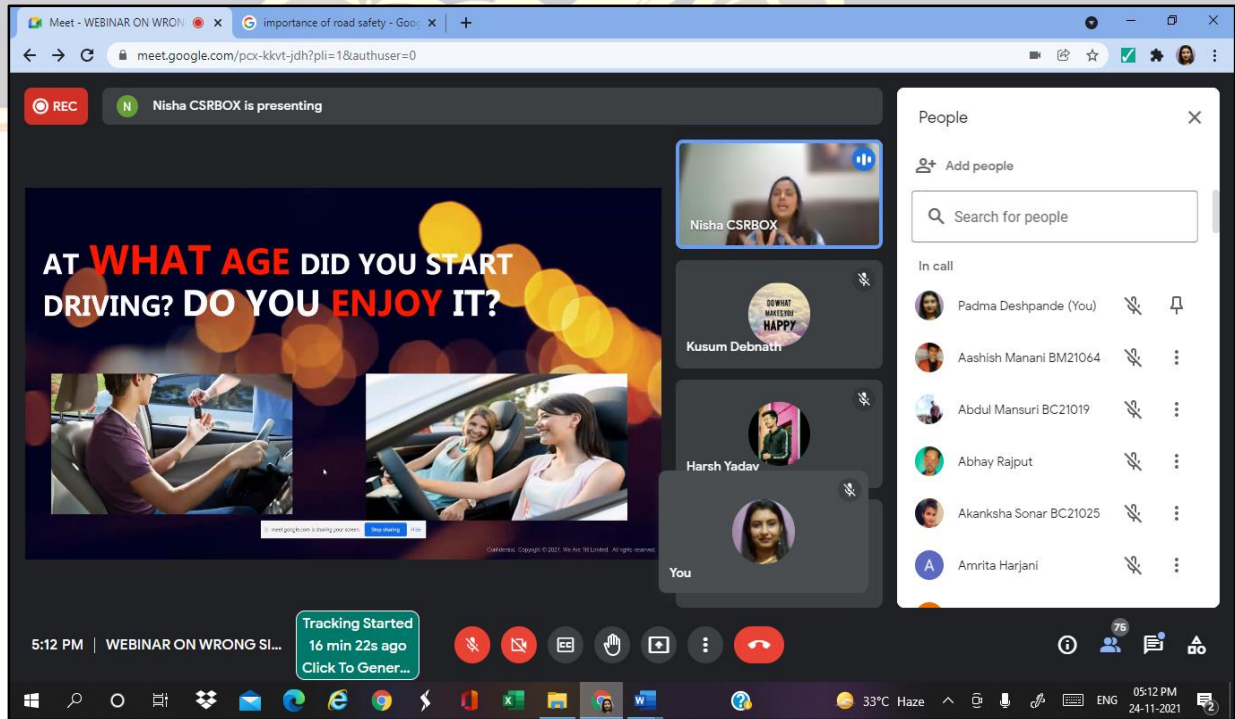 Meet - WEBINAR ON WRON
importance of road safety - Goo
meet.google.com/pcx-kkvt-jdh?pli=1&authuser=0
REC
N
Nisha CSRBOX is presenting
AT WHAT AGE DID YOU START
DRIVING? DO YOU ENJOY IT?
meet.google.com is sharing your screen.
Stop sharing
Hide
Confidential. Copyright © 2021. We Are Tili Limited. All rights reserved.
Nisha CSRBOX
DO WHAT
MAKES YOU
HAPPY
Kusum Debnath
Harsh Yadav
You
People
Add people
Search for people
In call
Padma Deshpande (You)
Aashish Manani BM21064
Abdul Mansuri BC21019
Abhay Rajput
Akanksha Sonar BC21025
A
Amrita Harjani
5:12 PM | WEBINAR ON WRONG SI...
Tracking Started
16 min 22s ago
Click To Gener...
CC
75
33°C Haze
ENG
05:12 PM
24-11-2021
2